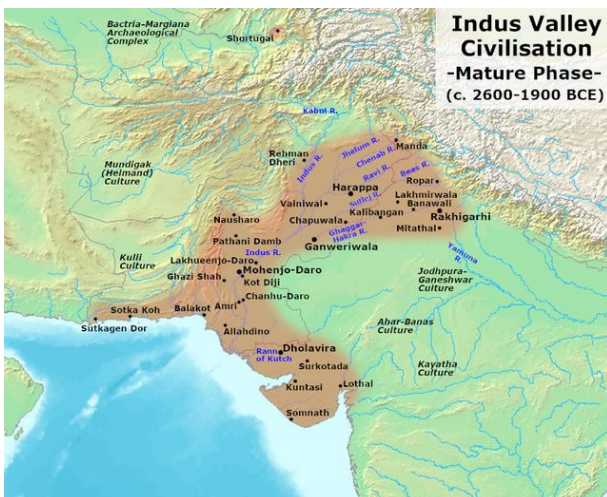 Indus Valley
Civilisation
-Mature Phase-
(c. 2600-1900 BCE)
Bactria-Margiana
Archaeological
Complex
Shortugai
Kabul R.
Mundigak
(Helmand)
Culture
Rehman
Dheri
Indus R.
Jhelum R.
Manda
Chenab R.
Ravi R.
Beas R.
Ropar
Harappa
Sutlej R.
Vainiwal
Lakhmirwala
Banawali
Kalibangan
Rakhigarhi
Chapuwala
Mitathal
Ghaggar-
Hakra R.
Ganweriwala
Yamuna
R.
Nausharo
Pathani Damb
Kulli
Culture
Indus R.
Lakhueenjo-Daro
Mohenjo-Daro
Ghazi Shah
Kot Diji
Jodhpura-
Ganeshwar
Culture
Chanhu-Daro
Amri
Sotka Koh
Balakot
Sutkagen Dor
Allahdino
Ahar-Banas
Culture
Dholavira
Rann
of Kutch
Surkotada
Kayatha
Culture
Kuntasi
Lothal
Somnath